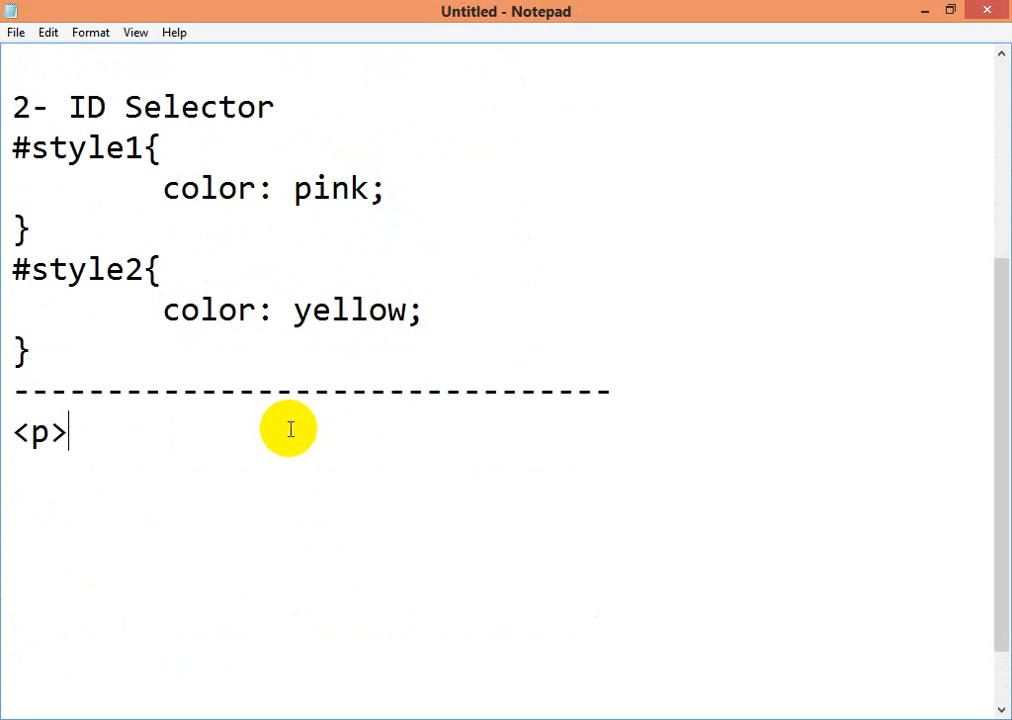 Untitled - Notepad
File Edit Format View Help
2- ID Selector
#style1{
color: pink;
}
#style2{
color: yellow;
}
--------------------------------
<p>